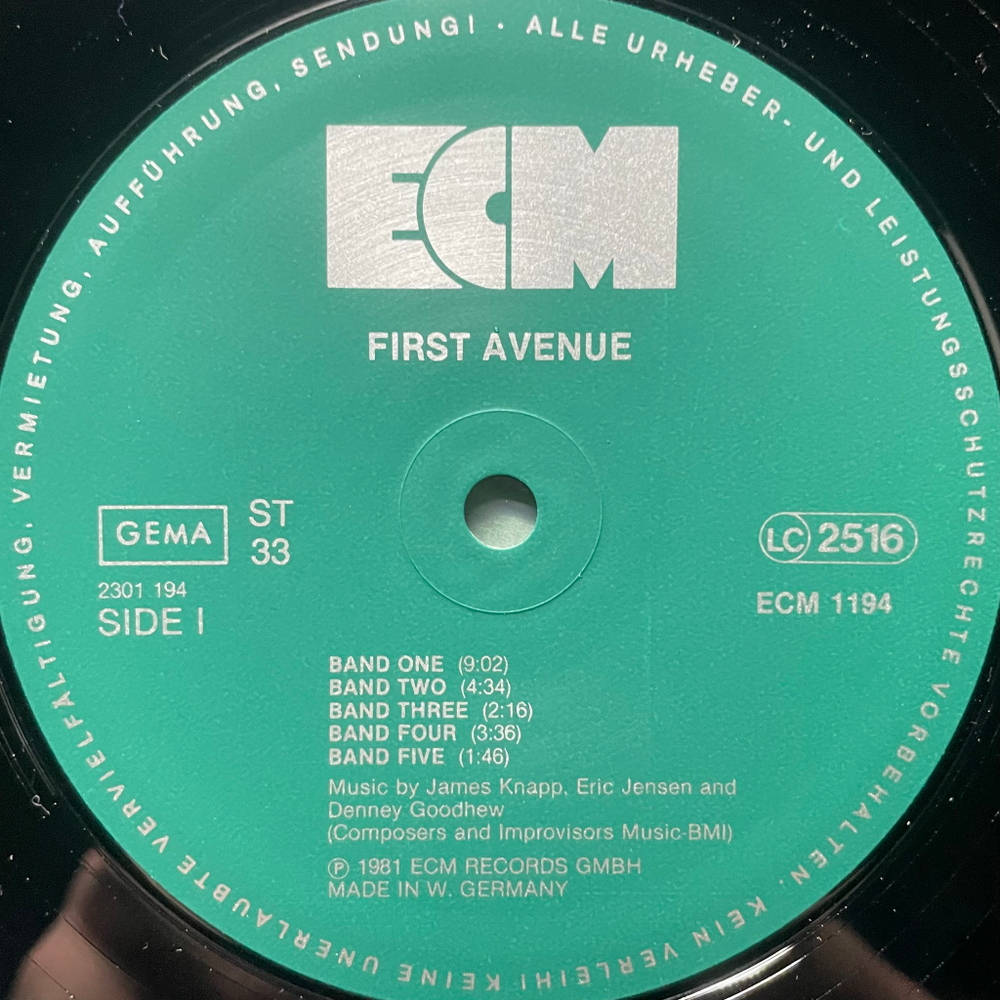 ALLE URHEBER- UND LEISTUNGSSCHUTZRECHTE VORBEHALTEN. KEIN VERLEIH! KEINE UNERLAUBTE VERVIELFÄLTIGUNG, VERMIETUNG, AUFFÜHRUNG, SENDUNG! ·
ECM
FIRST AVENUE
GEMA
ST
33
2301 194
SIDE I
LC 2516
ECM 1194
BAND ONE (9:02)
BAND TWO (4:34)
BAND THREE (2:16)
BAND FOUR (3:36)
BAND FIVE (1:46)
Music by James Knapp, Eric Jensen and
Denney Goodhew
(Composers and Improvisors Music-BMI)
Ⓟ 1981 ECM RECORDS GMBH
MADE IN W. GERMANY